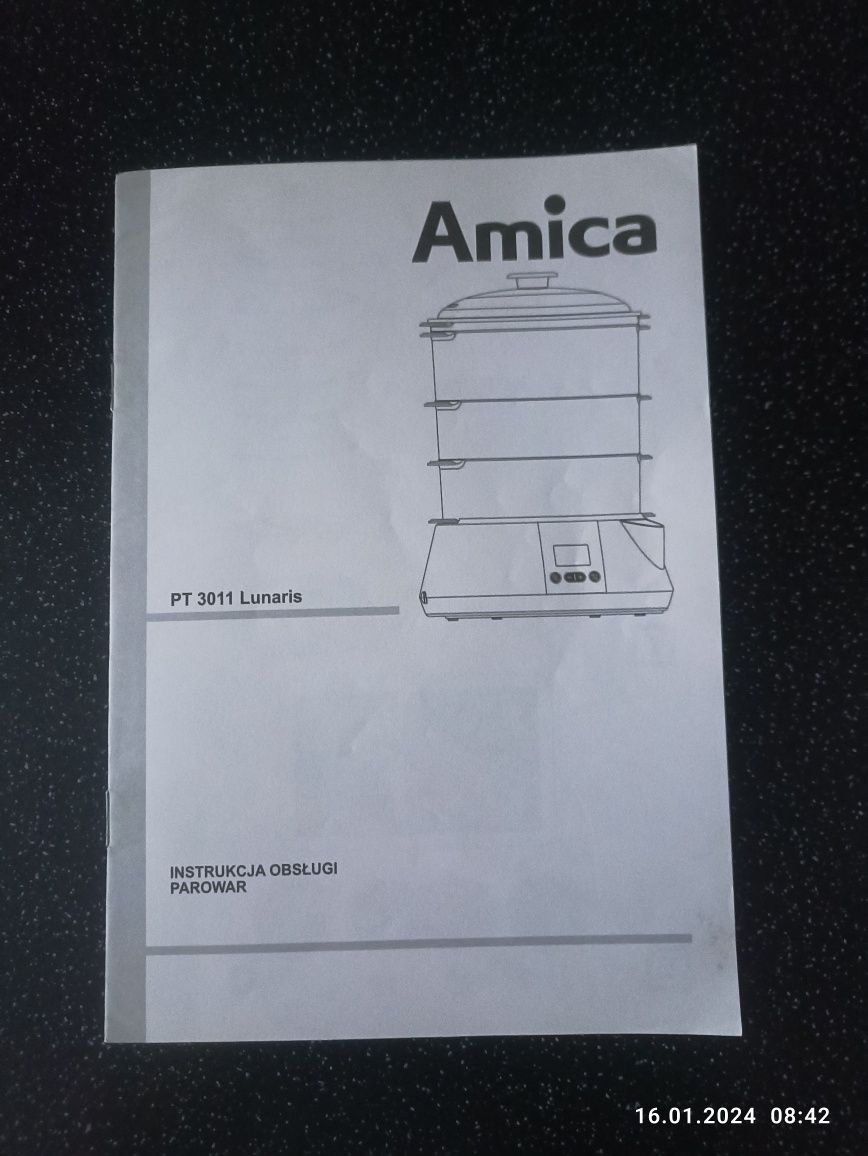 Amica
PT 3011 Lunaris
INSTRUKCJA OBSŁUGI
PAROWAR
16.01.2024 08:42